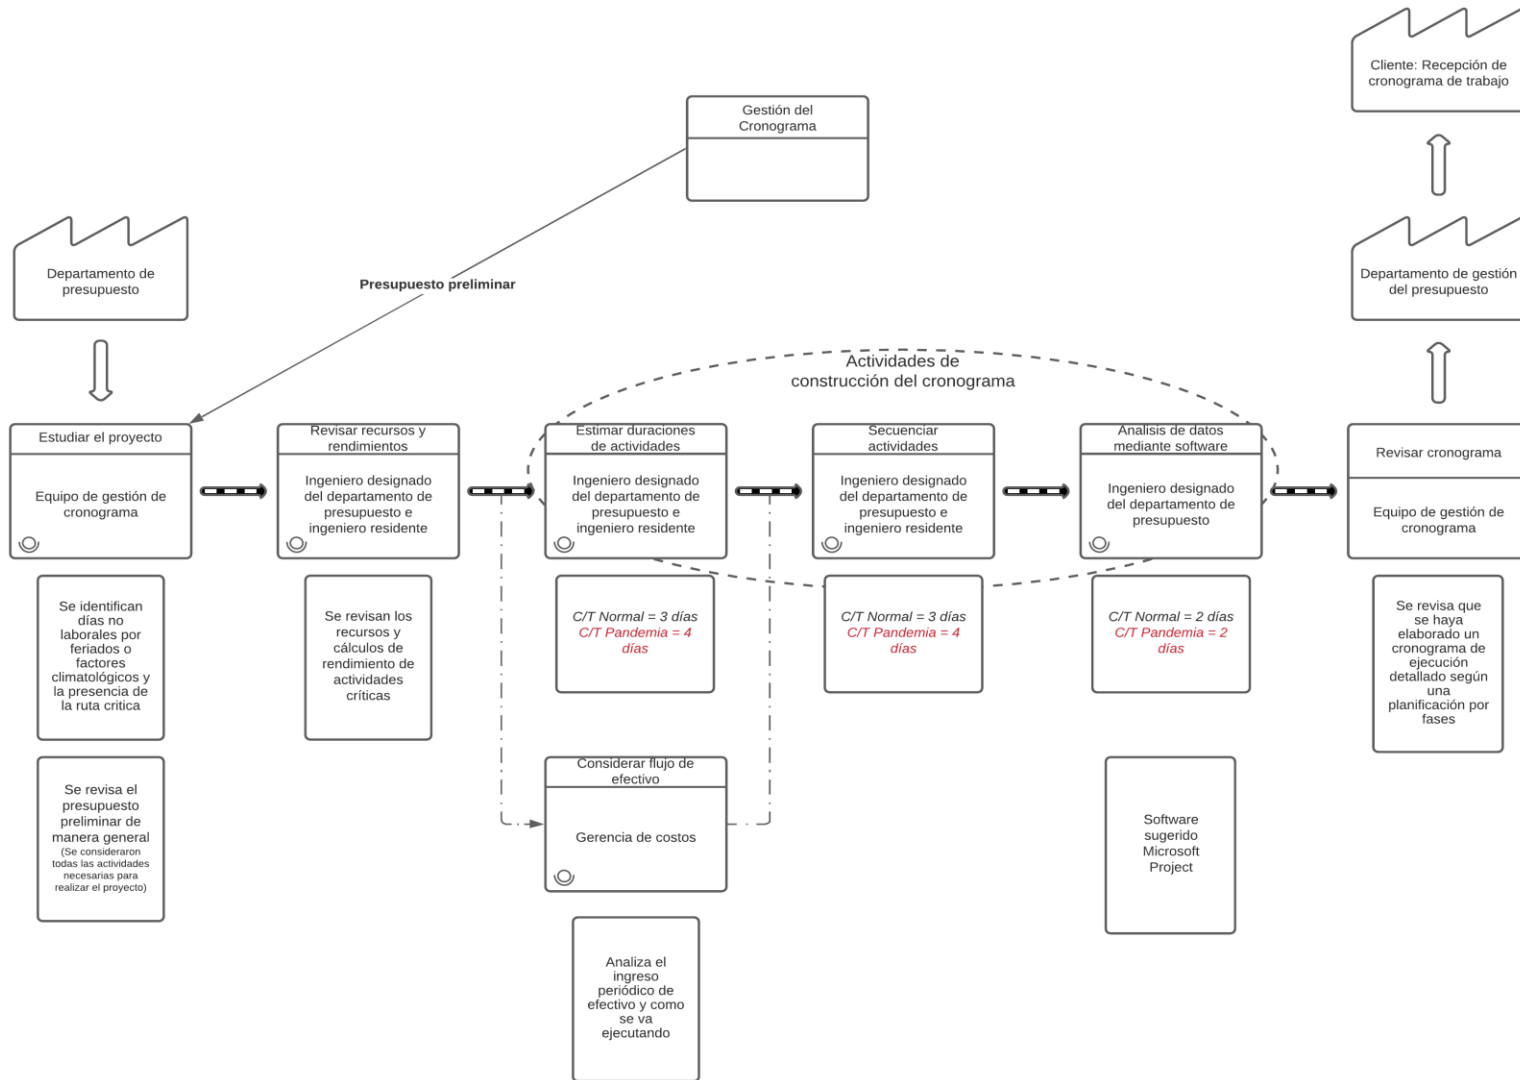 Cliente: Recepción de
cronograma de trabajo
Gestión del
Cronograma
Departamento de
presupuesto
Presupuesto preliminar
Departamento de gestión
del presupuesto
Actividades de
construcción del cronograma
Estudiar el proyecto
Equipo de gestión de
cronograma
Revisar recursos y
rendimientos
Ingeniero designado
del departamento de
presupuesto e
ingeniero residente
Estimar duraciones
de actividades
Ingeniero designado
del departamento de
presupuesto e
ingeniero residente
Secuenciar
actividades
Ingeniero designado
del departamento de
presupuesto e
ingeniero residente
Analisis de datos
mediante software
Ingeniero designado
del departamento de
presupuesto
Revisar cronograma
Equipo de gestión de
cronograma
Se identifican
días no
laborales por
feriados o
factores
climatológicos y
la presencia de
la ruta critica
Se revisan los
recursos y
cálculos de
rendimiento de
actividades
críticas
C/T Normal = 3 días
C/T Pandemia = 4
días
C/T Normal = 3 días
C/T Pandemia = 4
días
C/T Normal = 2 días
C/T Pandemia = 2
días
Se revisa que
se haya
elaborado un
cronograma de
ejecución
detallado según
una
planificación por
fases
Se revisa el
presupuesto
preliminar de
manera general
(Se consideraron
todas las actividades
necesarias para
realizar el proyecto)
Considerar flujo de
efectivo
Gerencia de costos
Software
sugerido
Microsoft
Project
Analiza el
ingreso
periódico de
efectivo y como
se va
ejecutando